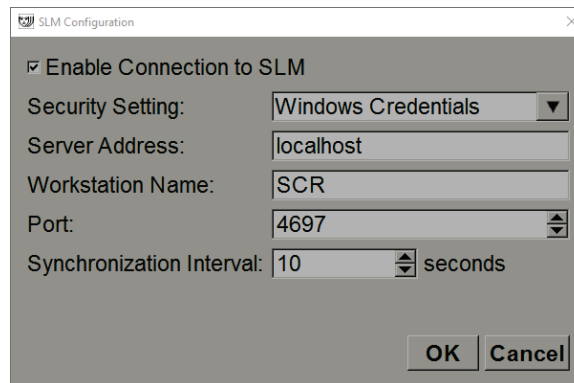 SLM Configuration
Enable Connection to SLM
Security Setting: Windows Credentials
Server Address: localhost
Workstation Name: SCR
Port: 4697
Synchronization Interval: 10 seconds
OK Cancel